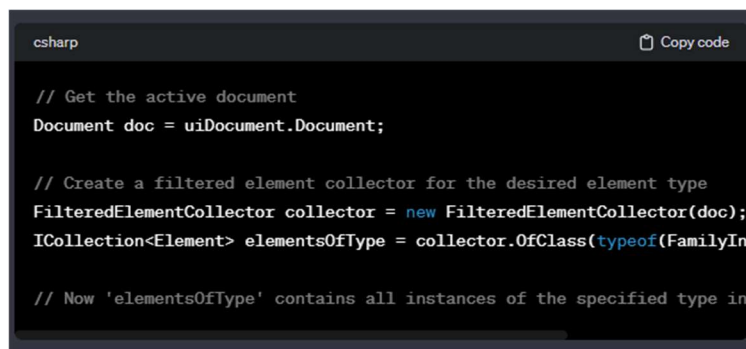 csharp
Copy code
// Get the active document
Document doc = uiDocument.Document;
// Create a filtered element collector for the desired element type
FilteredElementCollector collector = new FilteredElementCollector(doc);
ICollection<Element> elementsOfType = collector.OfClass(typeof(FamilyIn
// Now 'elementsOfType' contains all instances of the specified type in